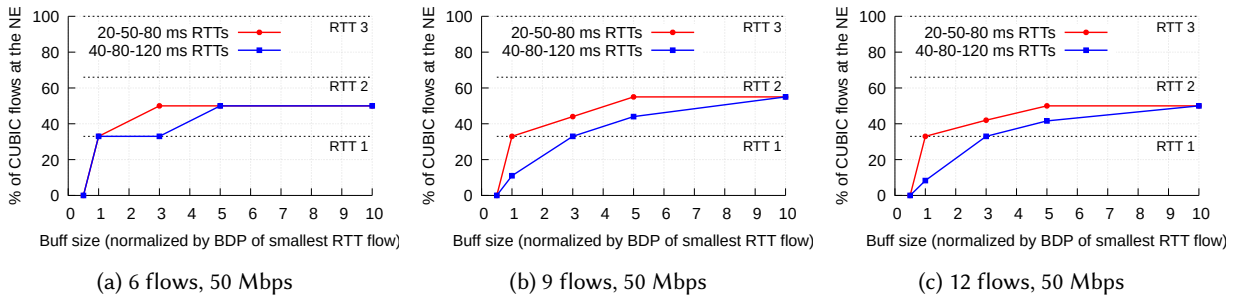 % of CUBIC flows at the NE
100
80
60
40
20
0
20-50-80 ms RTTs
40-80-120 ms RTTs
RTT 3
RTT 2
RTT 1
0 1 2 3 4 5 6 7 8 9 10
Buff size (normalized by BDP of smallest RTT flow)
(a) 6 flows, 50 Mbps
% of CUBIC flows at the NE
100
80
60
40
20
0
20-50-80 ms RTTs
40-80-120 ms RTTs
RTT 3
RTT 2
RTT 1
0 1 2 3 4 5 6 7 8 9 10
Buff size (normalized by BDP of smallest RTT flow)
(b) 9 flows, 50 Mbps
% of CUBIC flows at the NE
100
80
60
40
20
0
20-50-80 ms RTTs
40-80-120 ms RTTs
RTT 3
RTT 2
RTT 1
0 1 2 3 4 5 6 7 8 9 10
Buff size (normalized by BDP of smallest RTT flow)
(c) 12 flows, 50 Mbps